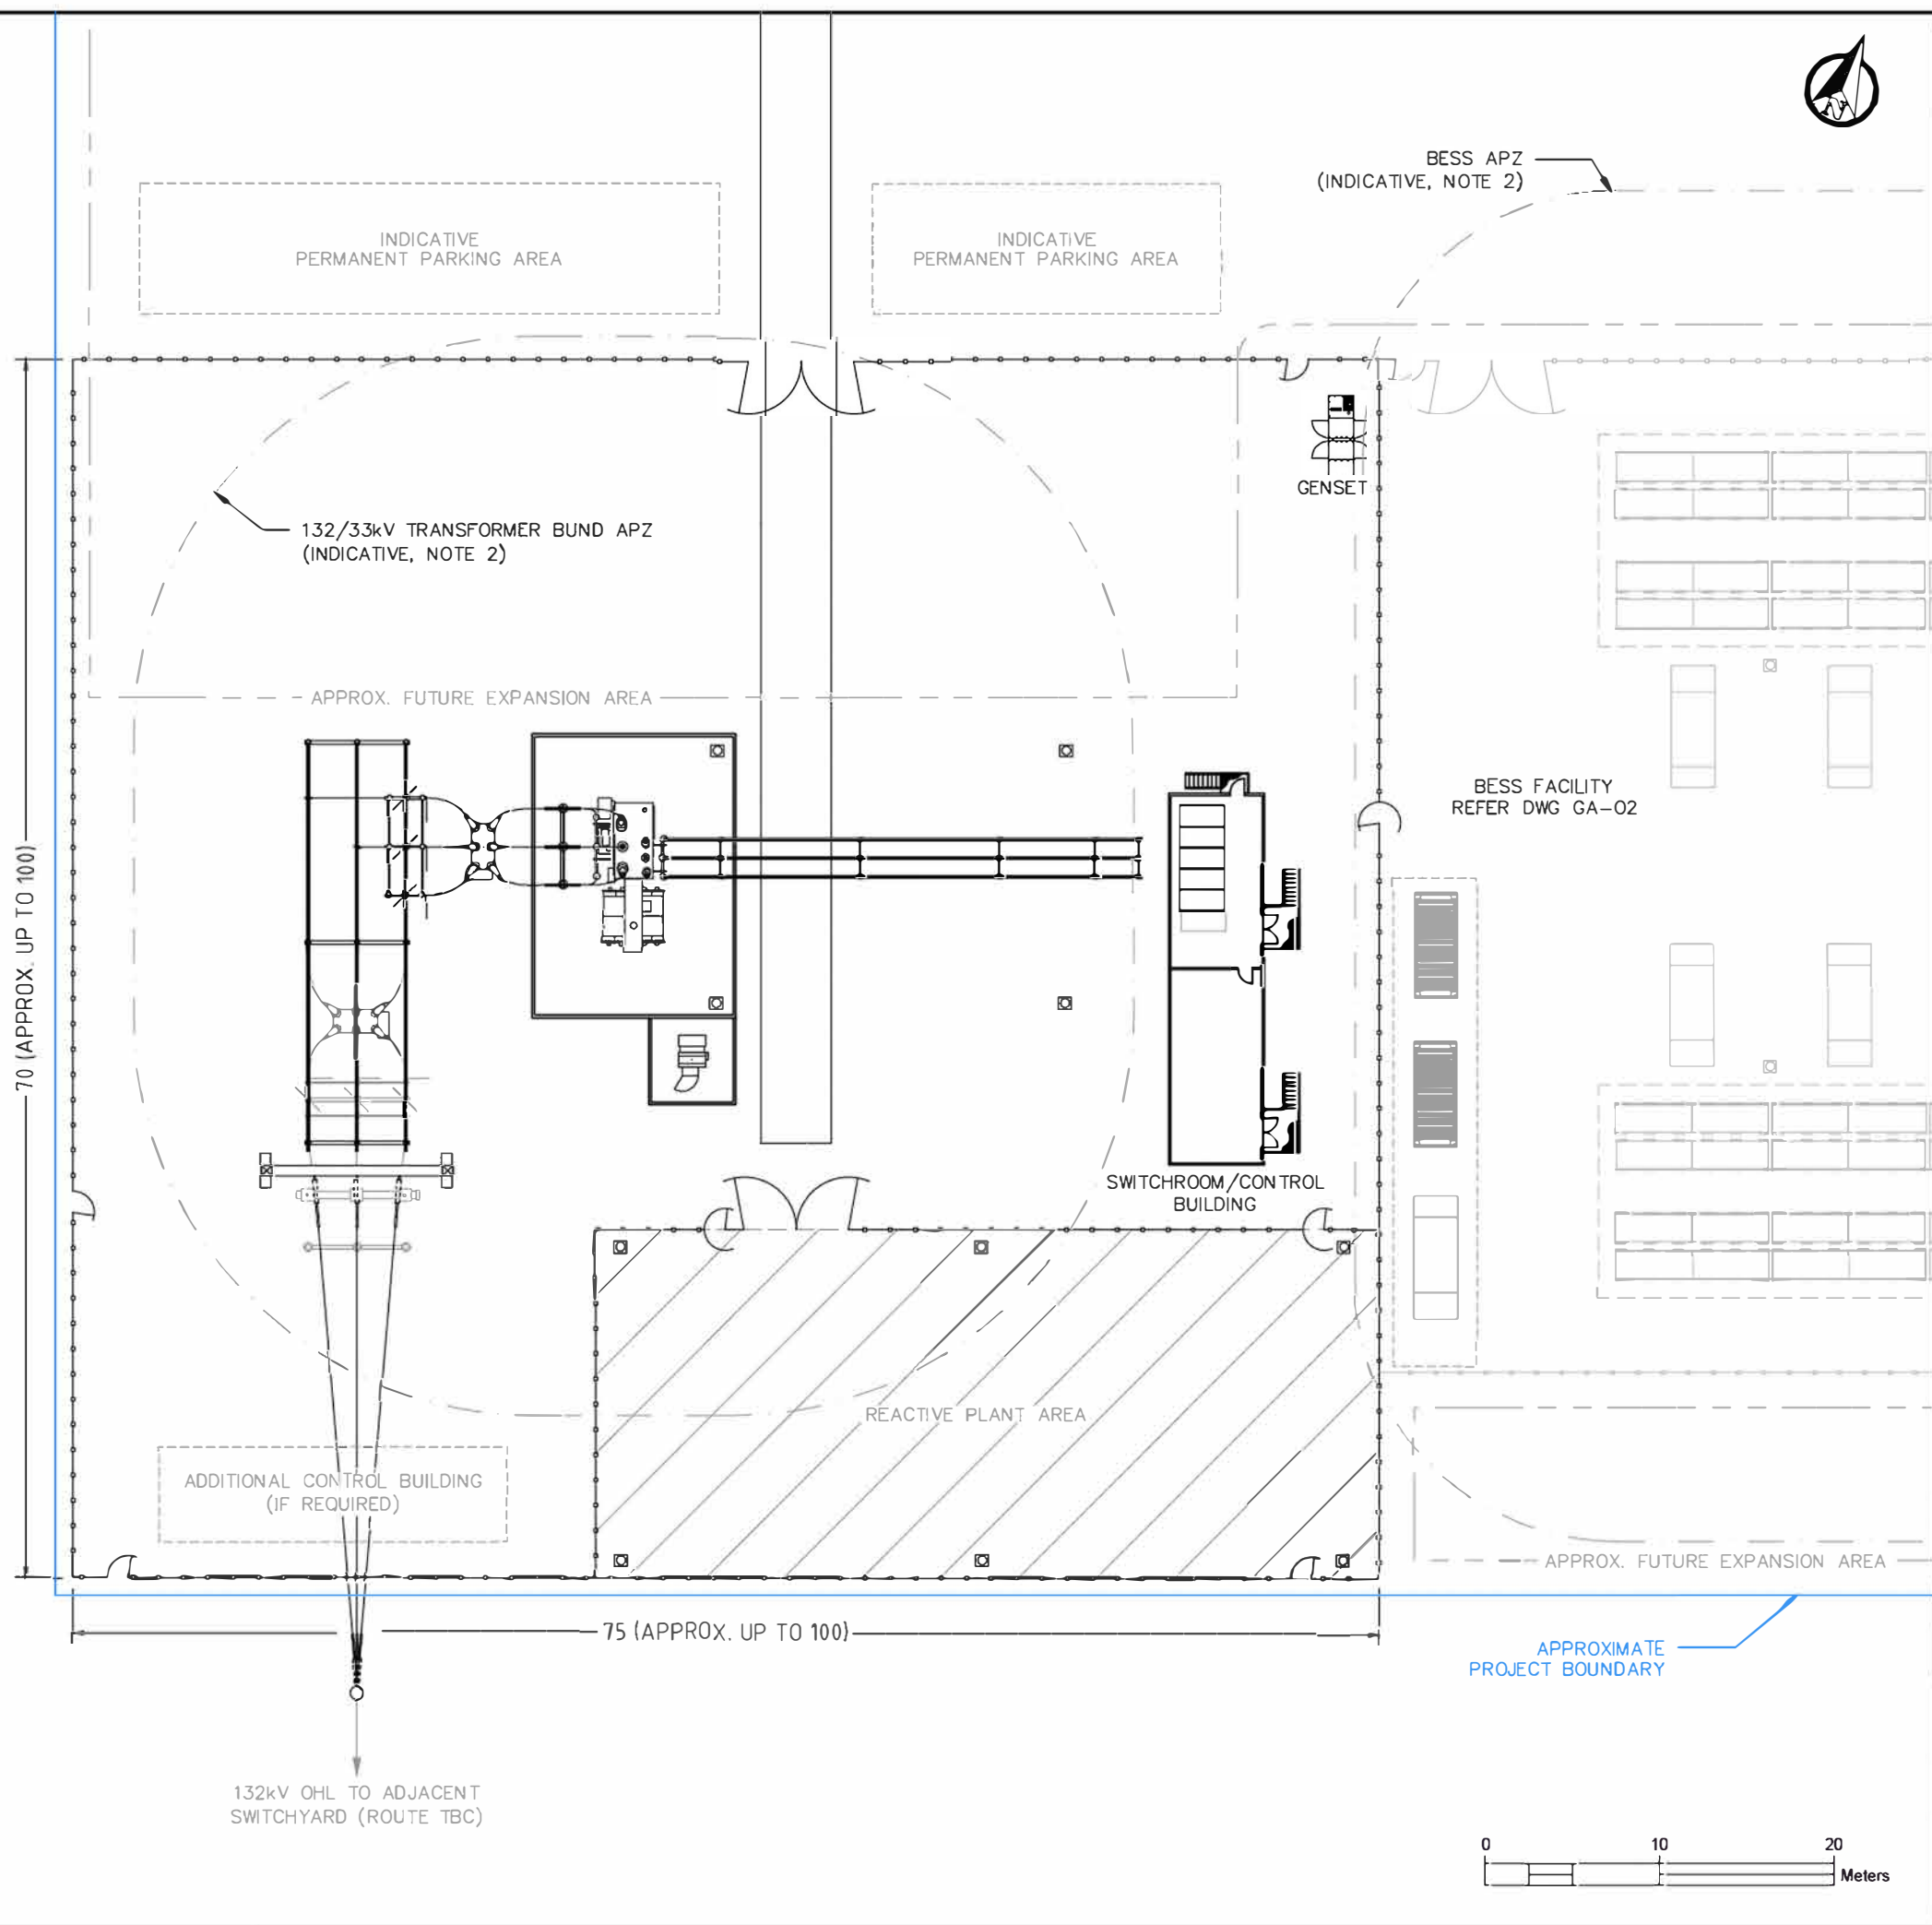 BESS APZ
(INDICATIVE, NOTE 2)
INDICATIVE
PERMANENT PARKING AREA
INDICATIVE
PERMANENT PARKING AREA
N
GENSET
132/33kV TRANSFORMER BUND APZ
(INDICATIVE, NOTE 2)
APPROX. FUTURE EXPANSION AREA
BESS FACILITY
REFER DWG GA-02
70 (APPROX. UP TO 100)
SWITCHROOM/CONTROL
BUILDING
REACTIVE PLANT AREA
ADDITIONAL CONTROL BUILDING
(IF REQUIRED)
APPROX. FUTURE EXPANSION AREA
75 (APPROX. UP TO 100)
APPROXIMATE
PROJECT BOUNDARY
132kV OHL TO ADJACENT
SWITCHYARD (ROUTE TBC)
0 10 20
Meters